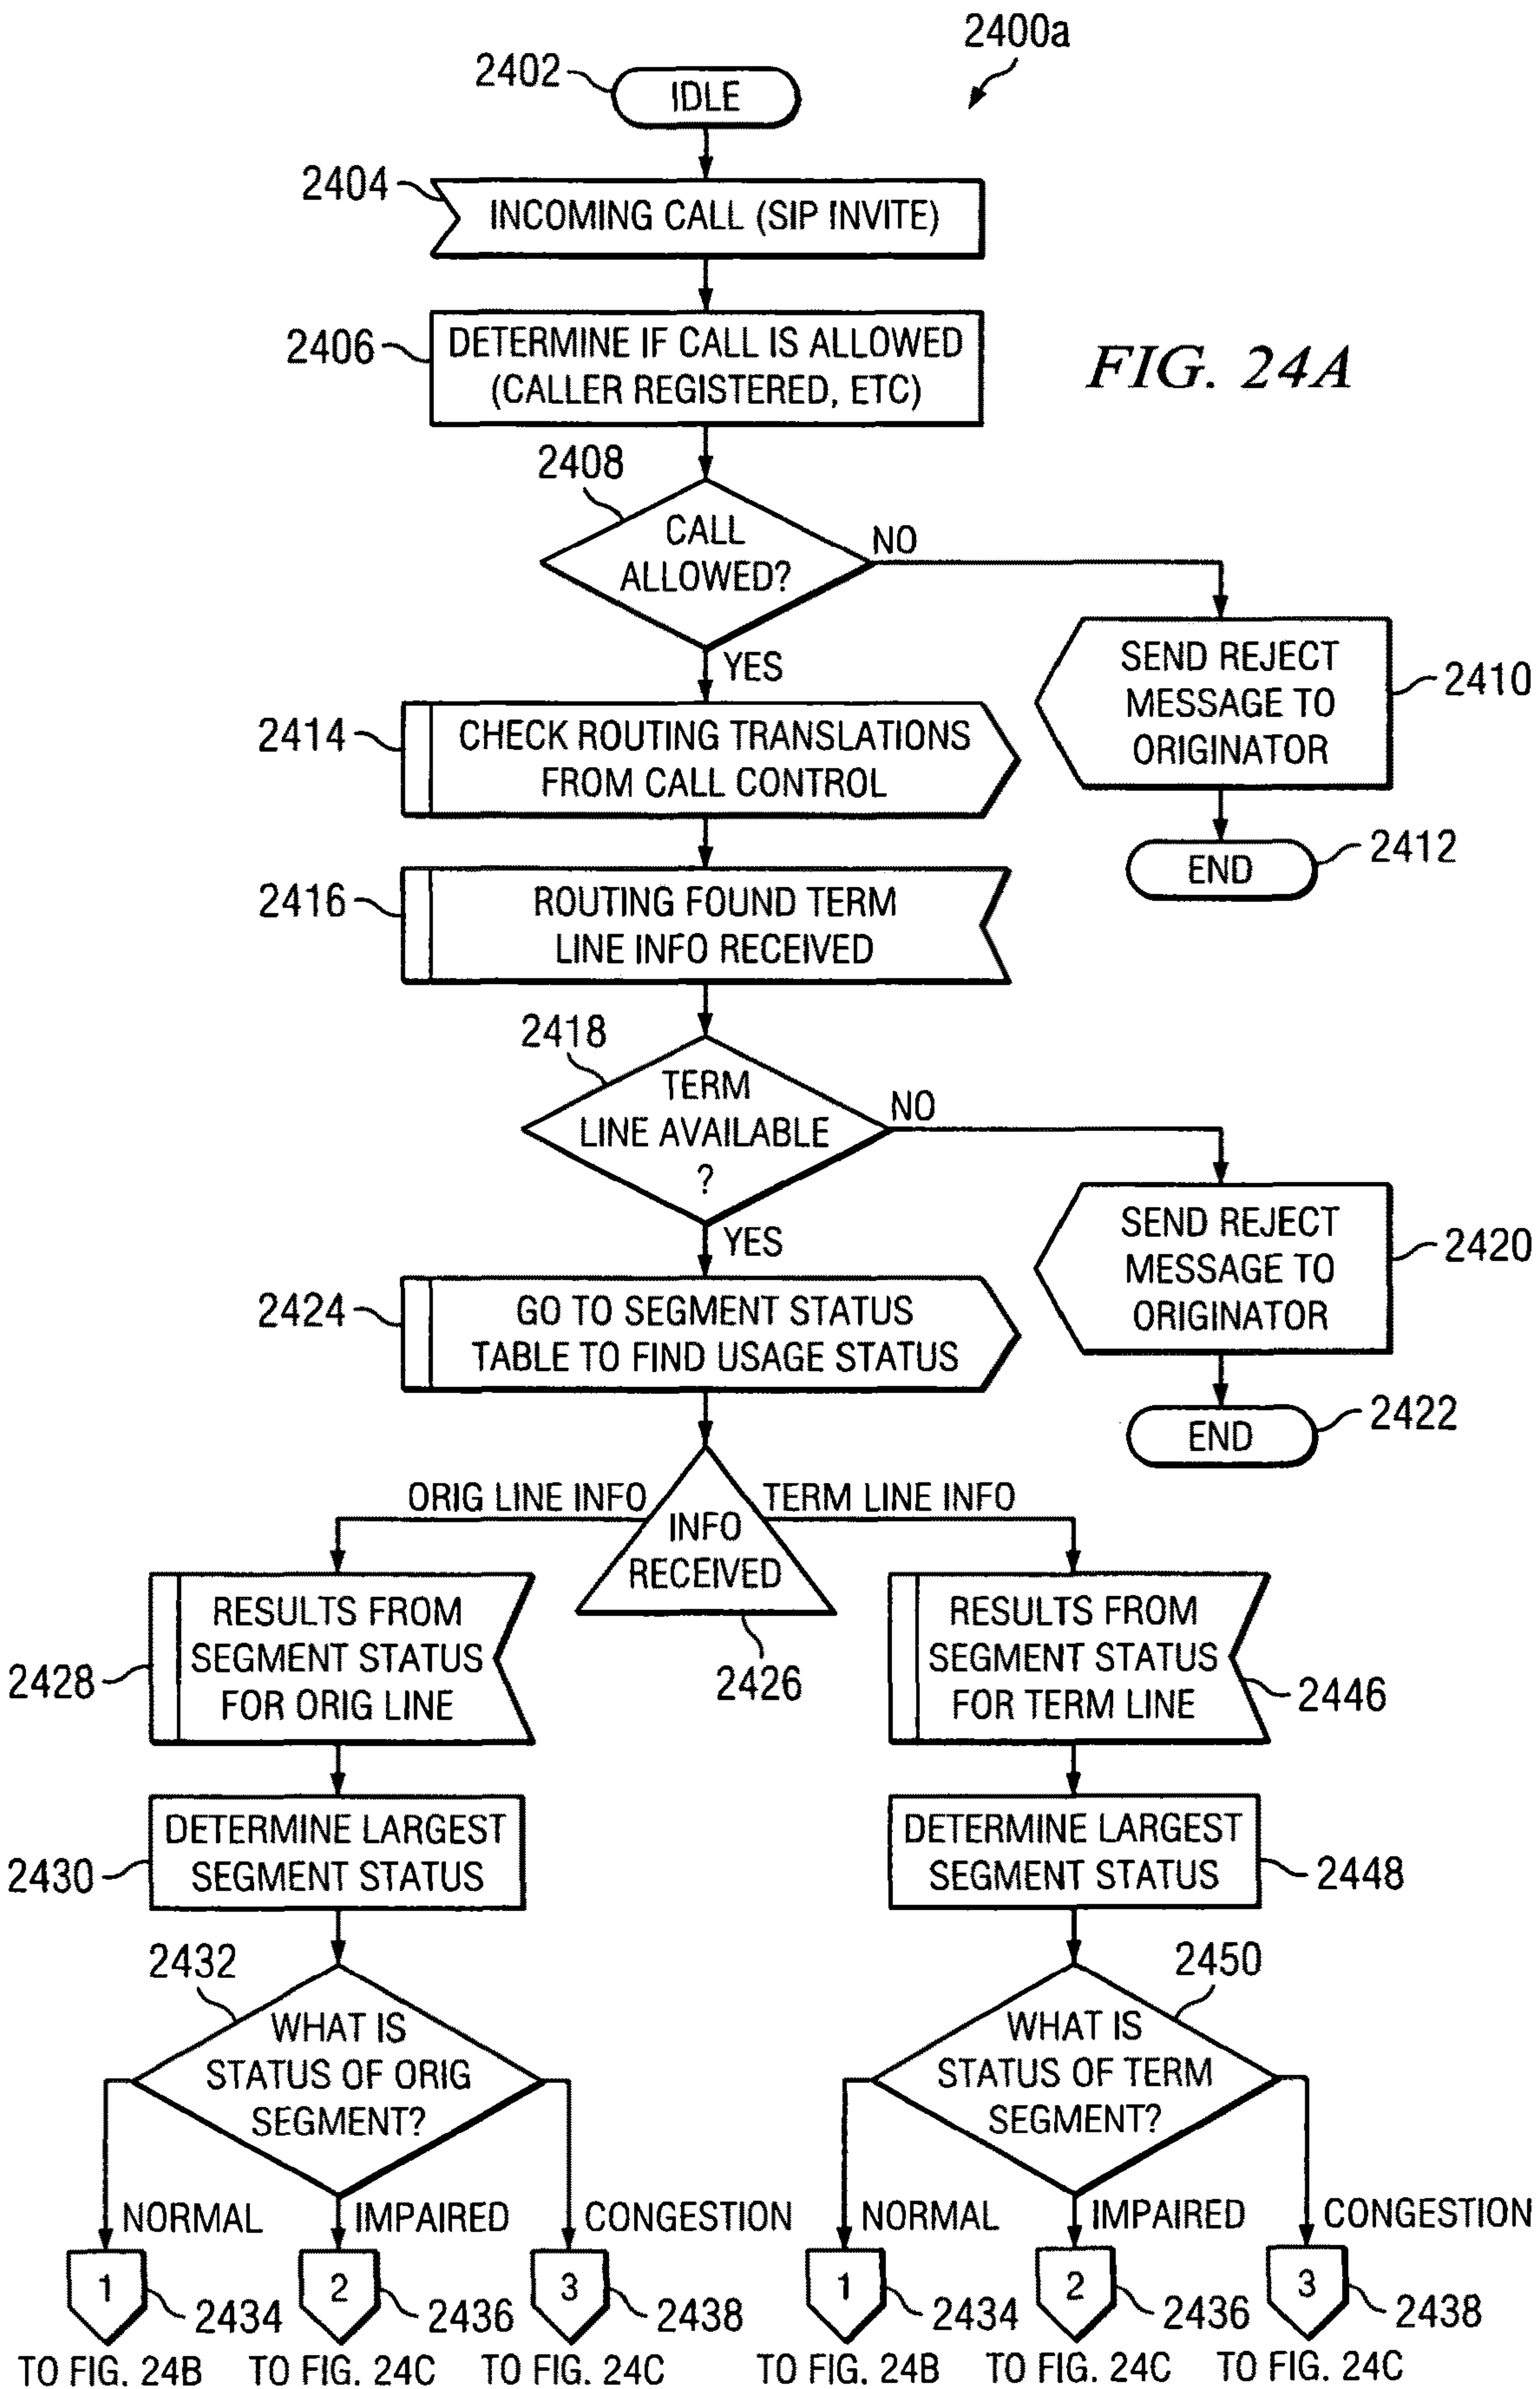 2400a
2402
IDLE
2404
INCOMING CALL (SIP INVITE)
2406
DETERMINE IF CALL IS ALLOWED
(CALLER REGISTERED, ETC)
FIG. 24A
2408
CALL
ALLOWED?
NO
YES
SEND REJECT
MESSAGE TO
ORIGINATOR
2410
2414
CHECK ROUTING TRANSLATIONS
FROM CALL CONTROL
END
2412
2416
ROUTING FOUND TERM
LINE INFO RECEIVED
2418
TERM
LINE AVAILABLE
?
NO
YES
SEND REJECT
MESSAGE TO
ORIGINATOR
2420
2424
GO TO SEGMENT STATUS
TABLE TO FIND USAGE STATUS
END
2422
ORIG LINE INFO
TERM LINE INFO
INFO
RECEIVED
2426
RESULTS FROM
SEGMENT STATUS
FOR ORIG LINE
2428
RESULTS FROM
SEGMENT STATUS
FOR TERM LINE
2446
DETERMINE LARGEST
SEGMENT STATUS
2430
DETERMINE LARGEST
SEGMENT STATUS
2448
2432
WHAT IS
STATUS OF ORIG
SEGMENT?
2450
WHAT IS
STATUS OF TERM
SEGMENT?
NORMAL
IMPAIRED
CONGESTION
NORMAL
IMPAIRED
CONGESTION
1
2434
2
2436
3
2438
1
2434
2
2436
3
2438
TO FIG. 24B
TO FIG. 24C
TO FIG. 24C
TO FIG. 24B
TO FIG. 24C
TO FIG. 24C